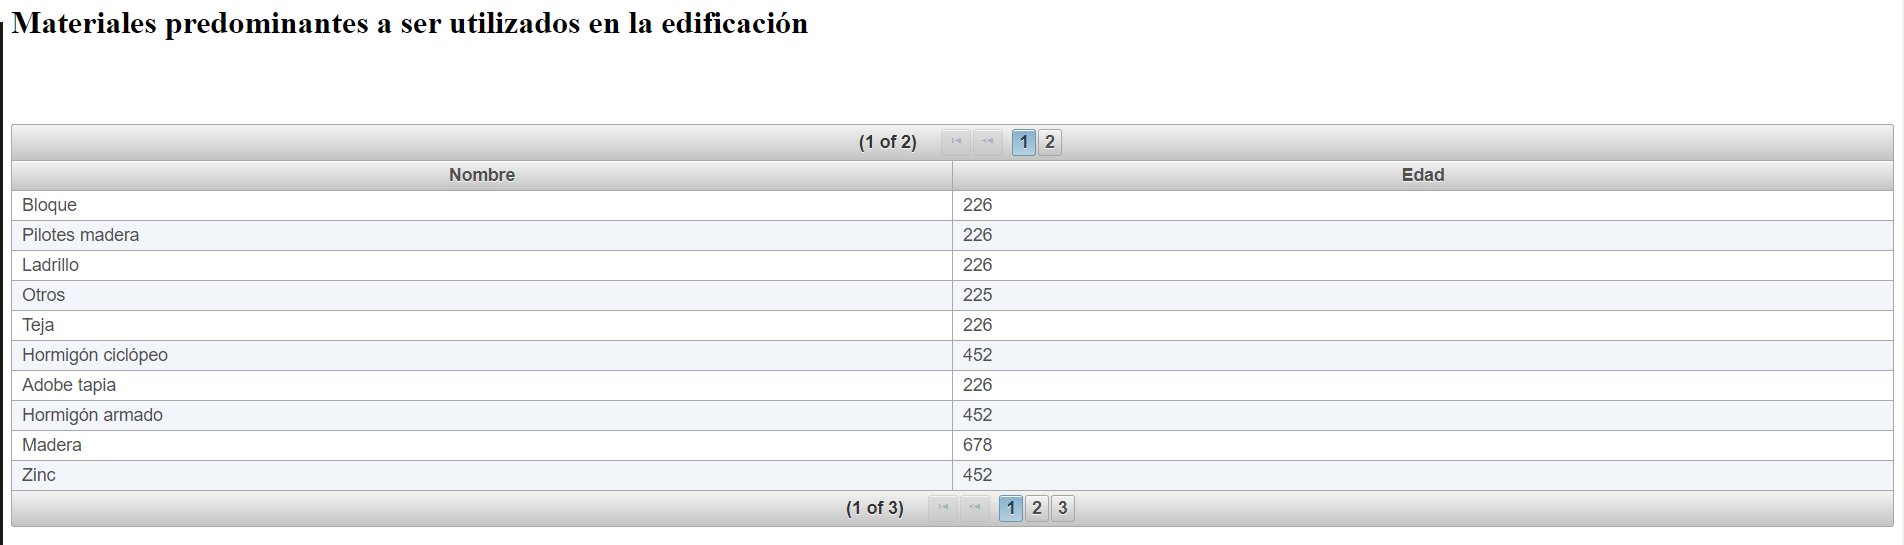 Materiales predominantes a ser utilizados en la edificación
(1 of 2) 1 2
Nombre Edad
Bloque 226
Pilotes madera 226
Ladrillo 226
Otros 225
Teja 226
Hormigón ciclópeo 452
Adobe tapia 226
Hormigón armado 452
Madera 678
Zinc 452
(1 of 3) 1 2 3